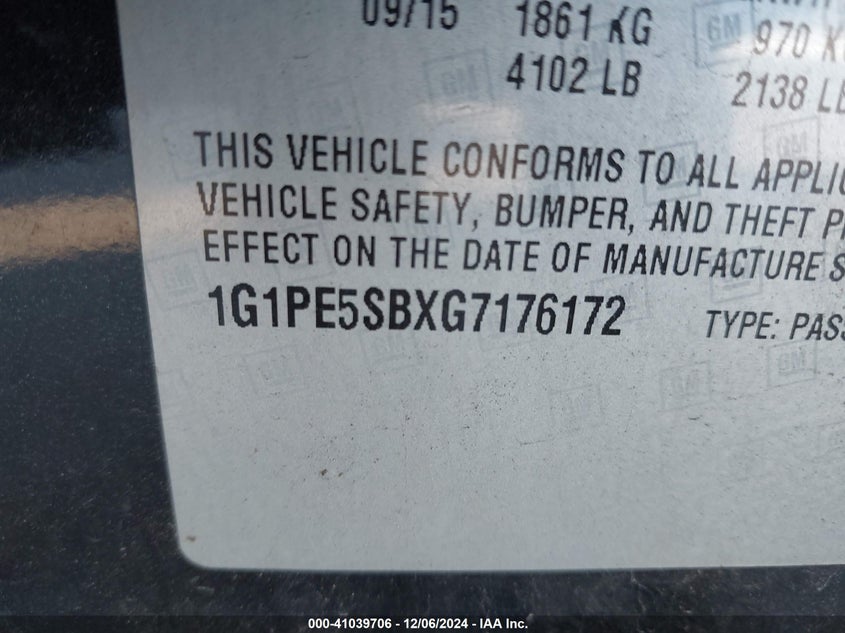 09/15 1861 KG 970
4102 LB 2138
THIS VEHICLE CONFORMS TO ALL
VEHICLE SAFETY, BUMPER, AND THEFT
EFFECT ON THE DATE OF MANUFACTURE
1G1PE5SBXG7176172 TYPE:
000-41039706 - 12/06/2024 - IAA Inc.